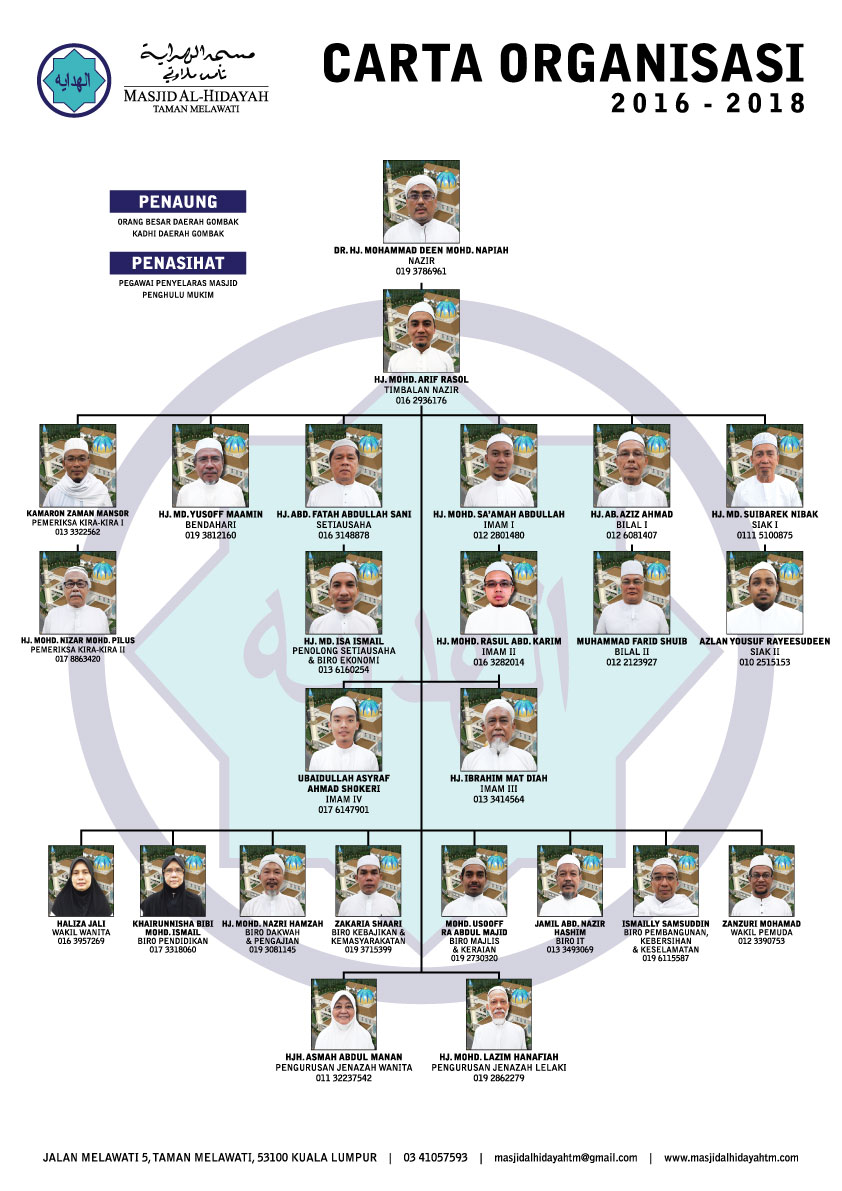 الهدايه
مسجد الهداية
تامن ملاوتي
MASJID AL-HIDAYAH
TAMAN MELAWATI
CARTA ORGANISASI
2016 - 2018
PENAUNG
ORANG BESAR DAERAH GOMBAK
KADHI DAERAH GOMBAK
PENASIHAT
PEGAWAI PENYELARAS MASJID
PENGHULU MUKIM
DR. HJ. MOHAMMAD DEEN MOHD. NAPIAH
NAZIR
019 3786961
HJ. MOHD. ARIF RASOL
TIMBALAN NAZIR
016 2936176
KAMARON ZAMAN MANSOR
PEMERIKSA KIRA-KIRA I
013 3322562
HJ. MD. YUSOFF MAAMIN
BENDAHARI
019 3812160
HJ. ABD. FATAH ABDULLAH SANI
SETIAUSAHA
016 3148878
HJ. MOHD. SA'AMAH ABDULLAH
IMAM I
012 2801480
HJ. AB. AZIZ AHMAD
BILAL I
012 6081407
HJ. MD. SUIBAREK NIBAK
SIAK I
0111 5100875
HJ. MOHD. NIZAR MOHD. PILUS
PEMERIKSA KIRA-KIRA II
017 8863420
HJ. MD. ISA ISMAIL
PENOLONG SETIAUSAHA
& BIRO EKONOMI
013 6160254
HJ. MOHD. RASUL ABD. KARIM
IMAM II
016 3282014
MUHAMMAD FARID SHUIB
BILAL II
012 2123927
AZLAN YOUSUF RAYEESUDEEN
SIAK II
010 2515153
الهدايه
UBAIDULLAH ASYRAF
AHMAD SHOKERI
IMAM IV
017 6147901
HJ. IBRAHIM MAT DIAH
IMAM III
013 3414564
HALIZA JALI
WAKIL WANITA
016 3957269
KHAIRUNNISHA BIBI
MOHD. ISMAIL
BIRO PENDIDIKAN
017 3318060
HJ. MOHD. NAZRI HAMZAH
BIRO DAKWAH
& PENGAJIAN
019 3081145
ZAKARIA SHAARI
BIRO KEBAJIKAN &
KEMASYARAKATAN
019 3715399
MOHD. USOOFF
RA ABDUL MAJID
BIRO MAJLIS
& KERAIAN
019 2730320
JAMIL ABD. NAZIR
HASHIM
BIRO IT
013 3493069
ISMAILLY SAMSUDDIN
BIRO PEMBANGUNAN,
KEBERSIHAN
& KESELAMATAN
019 6115587
ZANZURI MOHAMAD
WAKIL PEMUDA
012 3390753
HJH. ASMAH ABDUL MANAN
PENGURUSAN JENAZAH WANITA
011 32237542
HJ. MOHD. LAZIM HANAFIAH
PENGURUSAN JENAZAH LELAKI
019 2862279
JALAN MELAWATI 5, TAMAN MELAWATI, 53100 KUALA LUMPUR | 03 41057593 | masjidalhidayahtm@gmail.com | www.masjidalhidayahtm.com